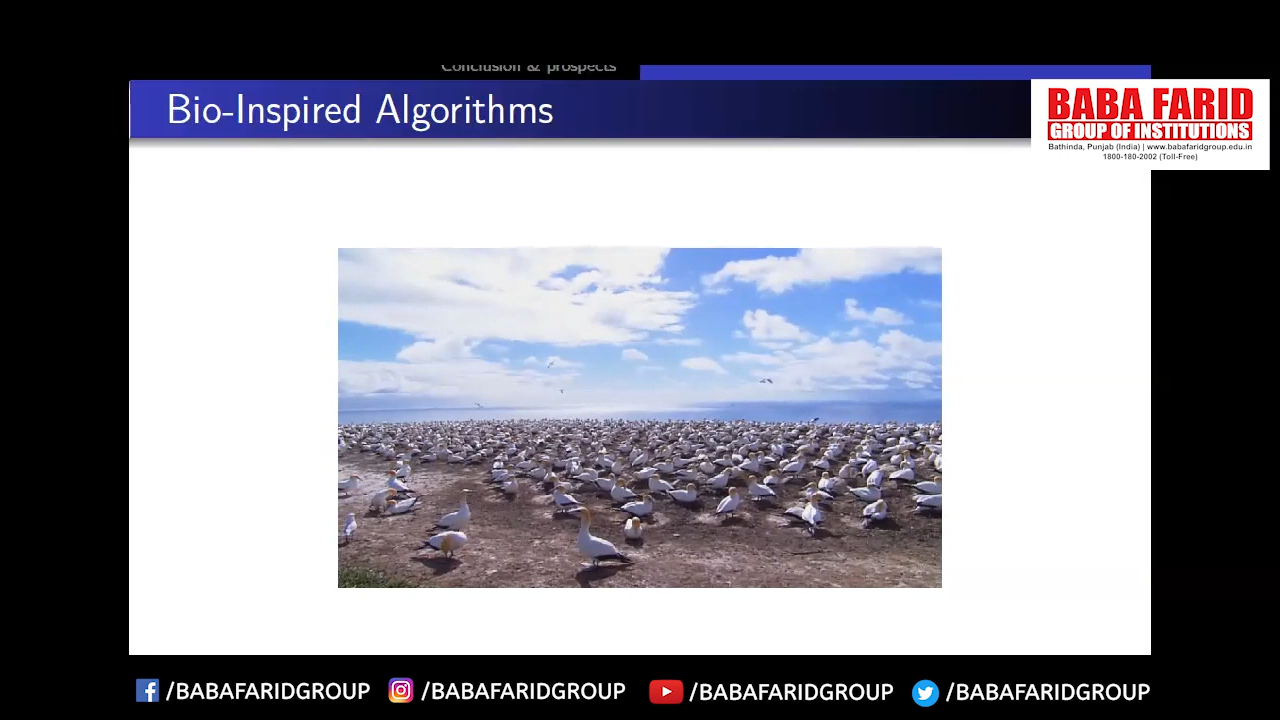 Conclusion & prospects
Bio-Inspired Algorithms
BABA FARID
GROUP OF INSTITUTIONS
Bathinda, Punjab (India) | www.babafaridgroup.edu.in
1800-180-2002 (Toll-Free)
/BABAFARIDGROUP /BABAFARIDGROUP /BABAFARIDGROUP /BABAFARIDGROUP